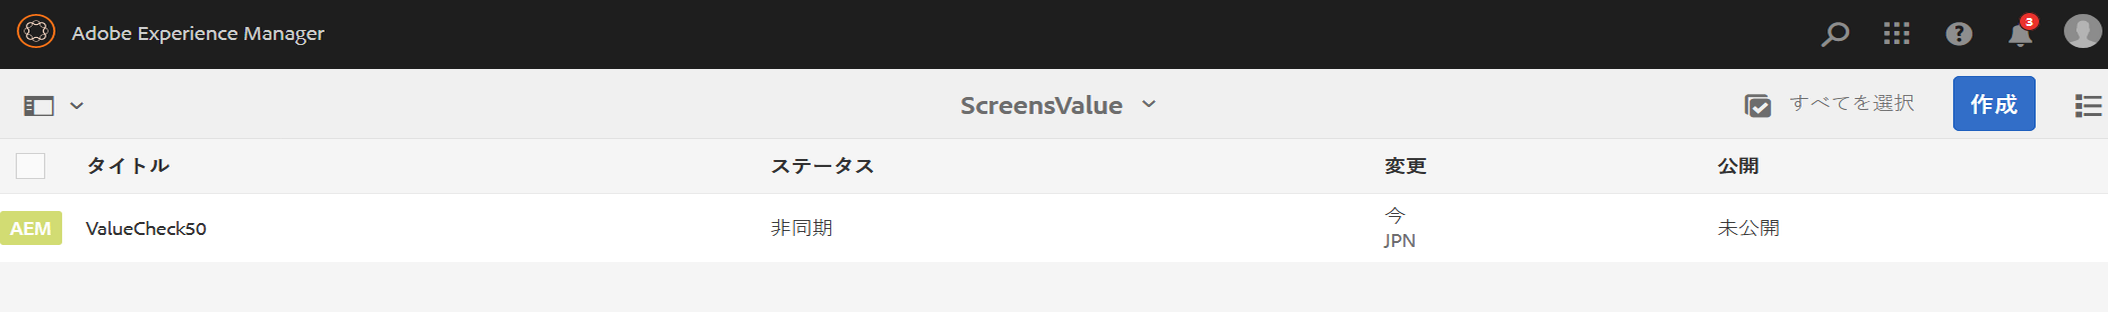 Adobe Experience Manager
3
ScreensValue
すべてを選択
作成
タイトル ステータス 変更 公開
AEM ValueCheck50 非同期 今 未公開
JPN